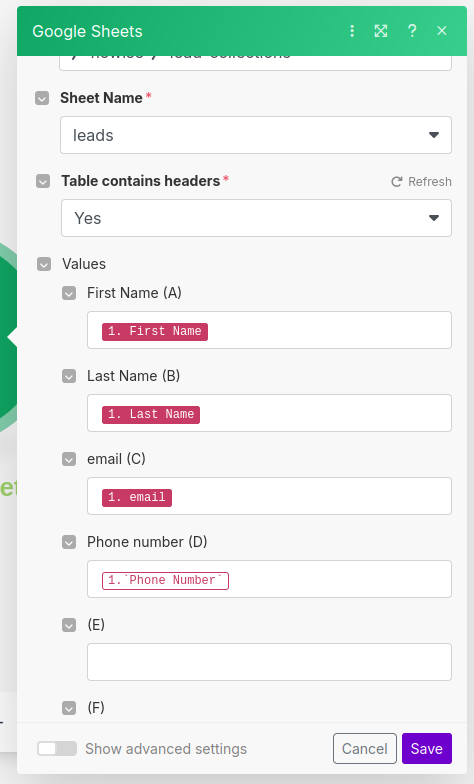 Google Sheets
Sheet Name *
leads
Table contains headers *
Refresh
Yes
Values
First Name (A)
1. First Name
Last Name (B)
1. Last Name
email (C)
1. email
Phone number (D)
1.`Phone Number`
(E)
(F)
Show advanced settings
Cancel
Save